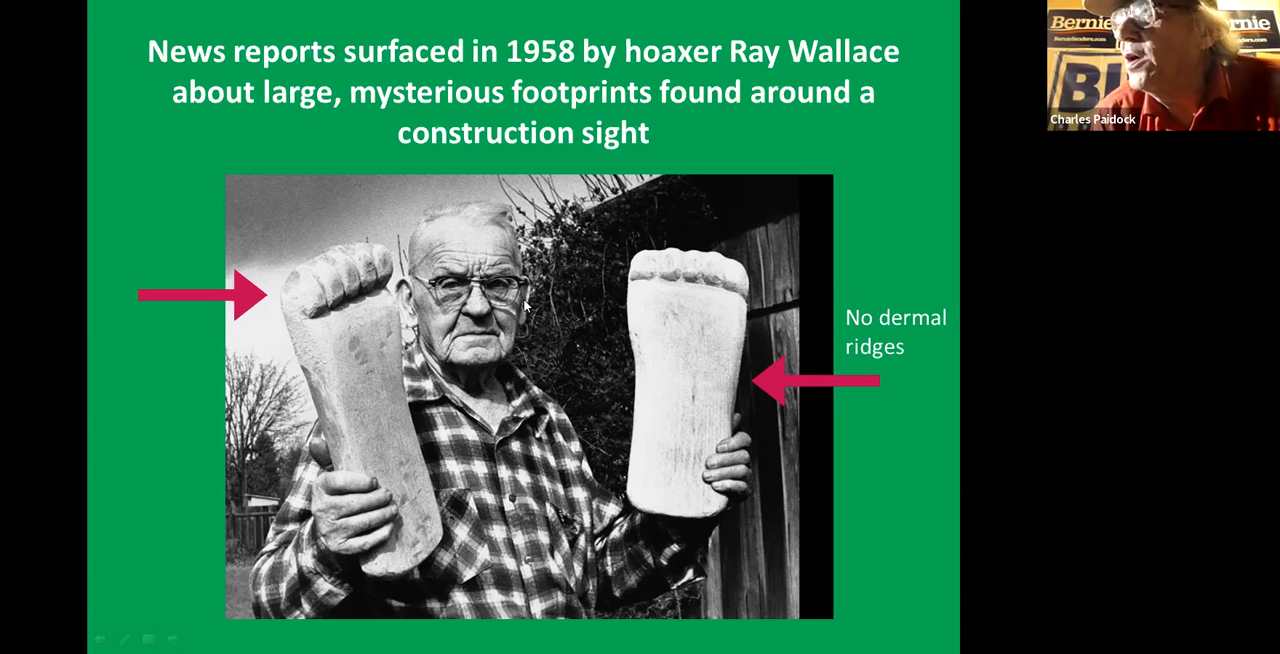 News reports surfaced in 1958 by hoaxer Ray Wallace
about large, mysterious footprints found around a
construction sight
No dermal
ridges
Bernie
rnie
BernieSanders.com
Charles Paidock